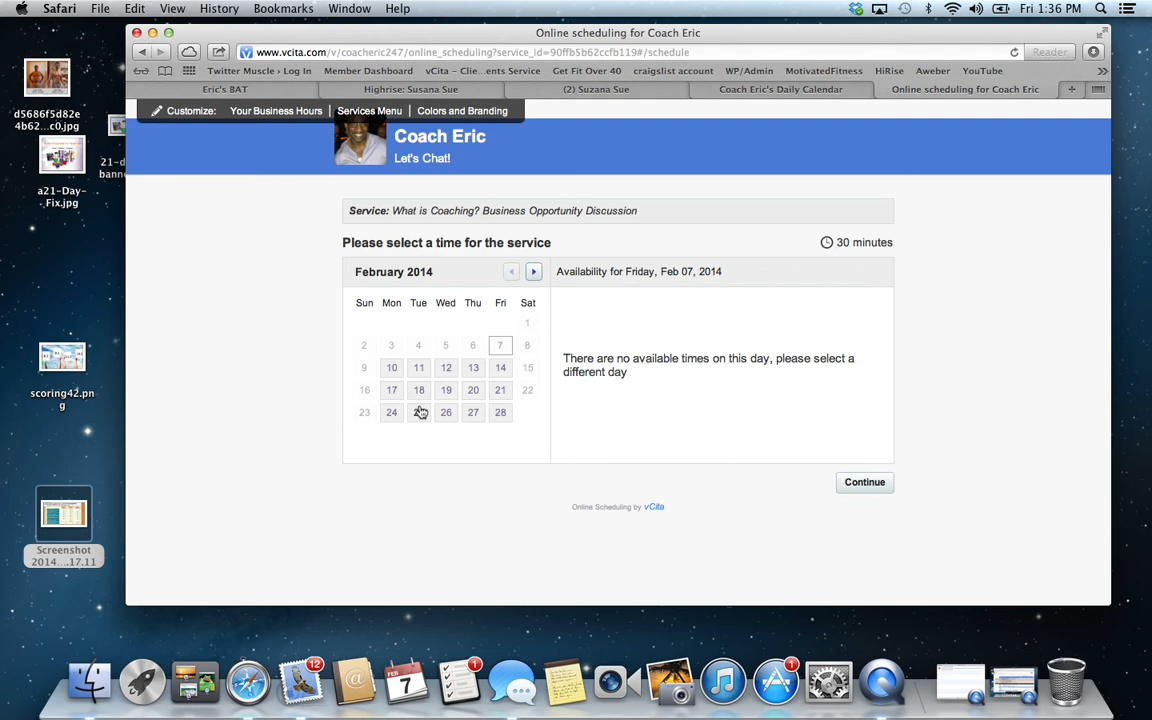 Safari File Edit View History Bookmarks Window Help Fri 1:36 PM
Online scheduling for Coach Eric
www.vcita.com/v/coacheric247/online_scheduling?service_id=90ffb5b62ccfb119#/schedule Reader
Twitter Muscle › Log In Member Dashboard vCita - Clie...ents Service Get Fit Over 40 craigslist account WP/Admin MotivatedFitness HiRise Aweber YouTube
Eric's BAT Highrise: Susana Sue (2) Susana Sue Coach Eric's Daily Calendar Online scheduling for Coach Eric
Customize: Your Business Hours | Services Menu | Colors and Branding
Coach Eric
Let's Chat!
Service: What is Coaching? Business Opportunity Discussion
Please select a time for the service 30 minutes
February 2014 Availability for Friday, Feb 07, 2014
Sun Mon Tue Wed Thu Fri Sat
1
2 3 4 5 6 7 8
9 10 11 12 13 14 15
16 17 18 19 20 21 22
23 24 26 27 28
There are no available times on this day, please select a
different day
Continue
Online Scheduling by vCita
d5686f5d82e
4b62...c0.jpg
21-d
bann
a21-Day-
Fix.jpg
scoring42.pn
g
Screenshot
2014....17.11
12
FEB
7
1
1